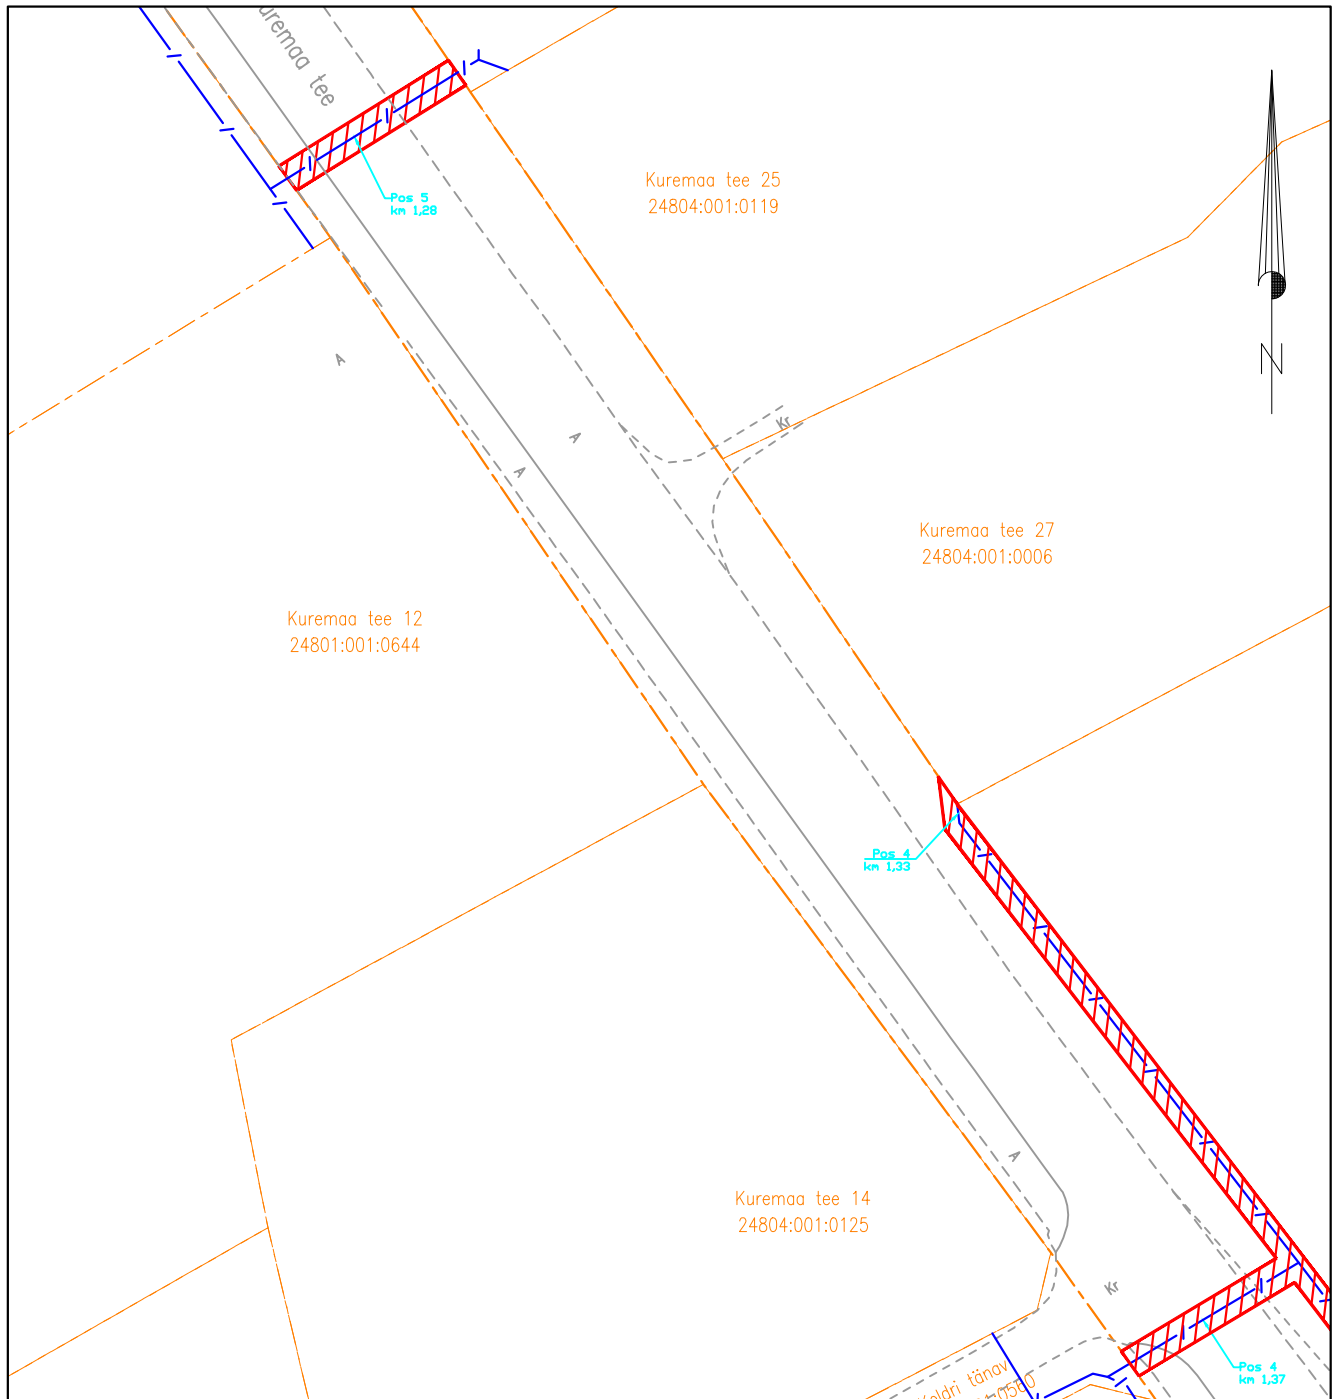 tee
Pos 5
km 1,28
Kuremaa tee 25
24804:001:0119
N
A
A
A
Kr
Kuremaa tee 27
24804:001:0006
Kuremaa tee 12
24801:001:0644
Pos 4
km 1,33
A
Kuremaa tee 14
24804:001:0125
Kr
Pos 4
km 1,37
tänav